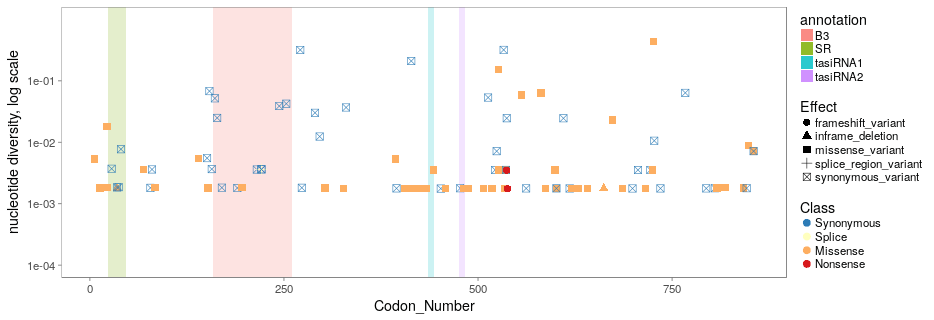 nucleotide diversity, log scale
1e-01
1e-02
1e-03
1e-04
0
250
500
750
Codon_Number
annotation
B3
SR
tasiRNA1
tasiRNA2
Effect
frameshift_variant
inframe_deletion
missense_variant
splice_region_variant
synonymous_variant
Class
Synonymous
Splice
Missense
Nonsense